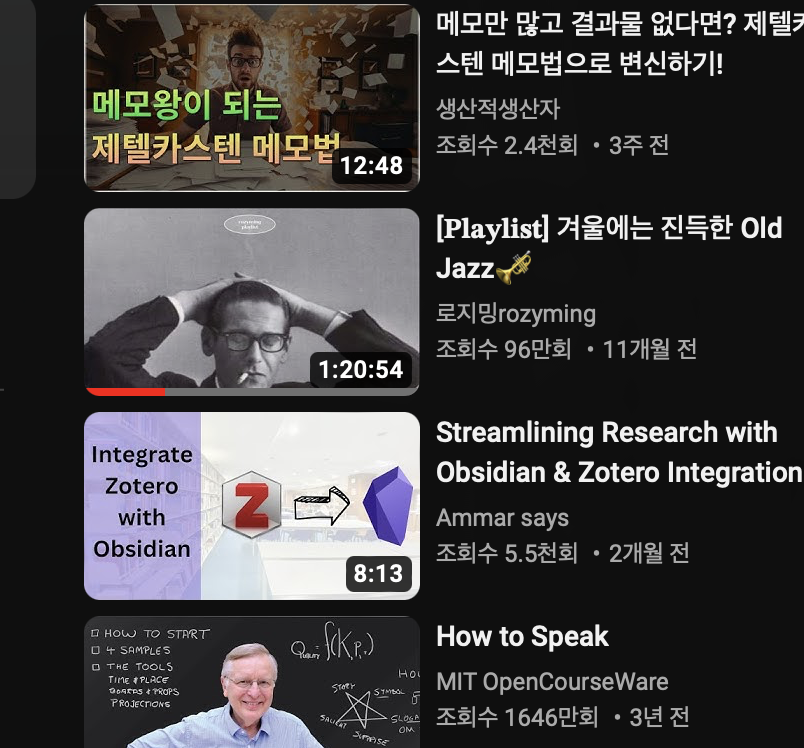 메모왕이 되는
제텔카스텐 메모법
12:48
메모만 많고 결과물 없다면? 제텔카
스텐 메모법으로 변신하기!
생산적생산자
조회수 2.4천회 • 3주 전
1:20:54
[Playlist] 겨울에는 진득한 Old
Jazz🎺
로지밍rozyming
조회수 96만회 • 11개월 전
Integrate
Zotero
with
Obsidian
Z
8:13
Streamlining Research with
Obsidian & Zotero Integration
Ammar says
조회수 5.5천회 • 2개월 전
HOW TO START
4 SAMPLES
THE TOOLS
TIME & PLACE
BOARDS & PROPS
PROJECTIONS
STORY
SYMBOL
SALIENT
SURPRISE
How to Speak
MIT OpenCourseWare
조회수 1646만회 • 3년 전